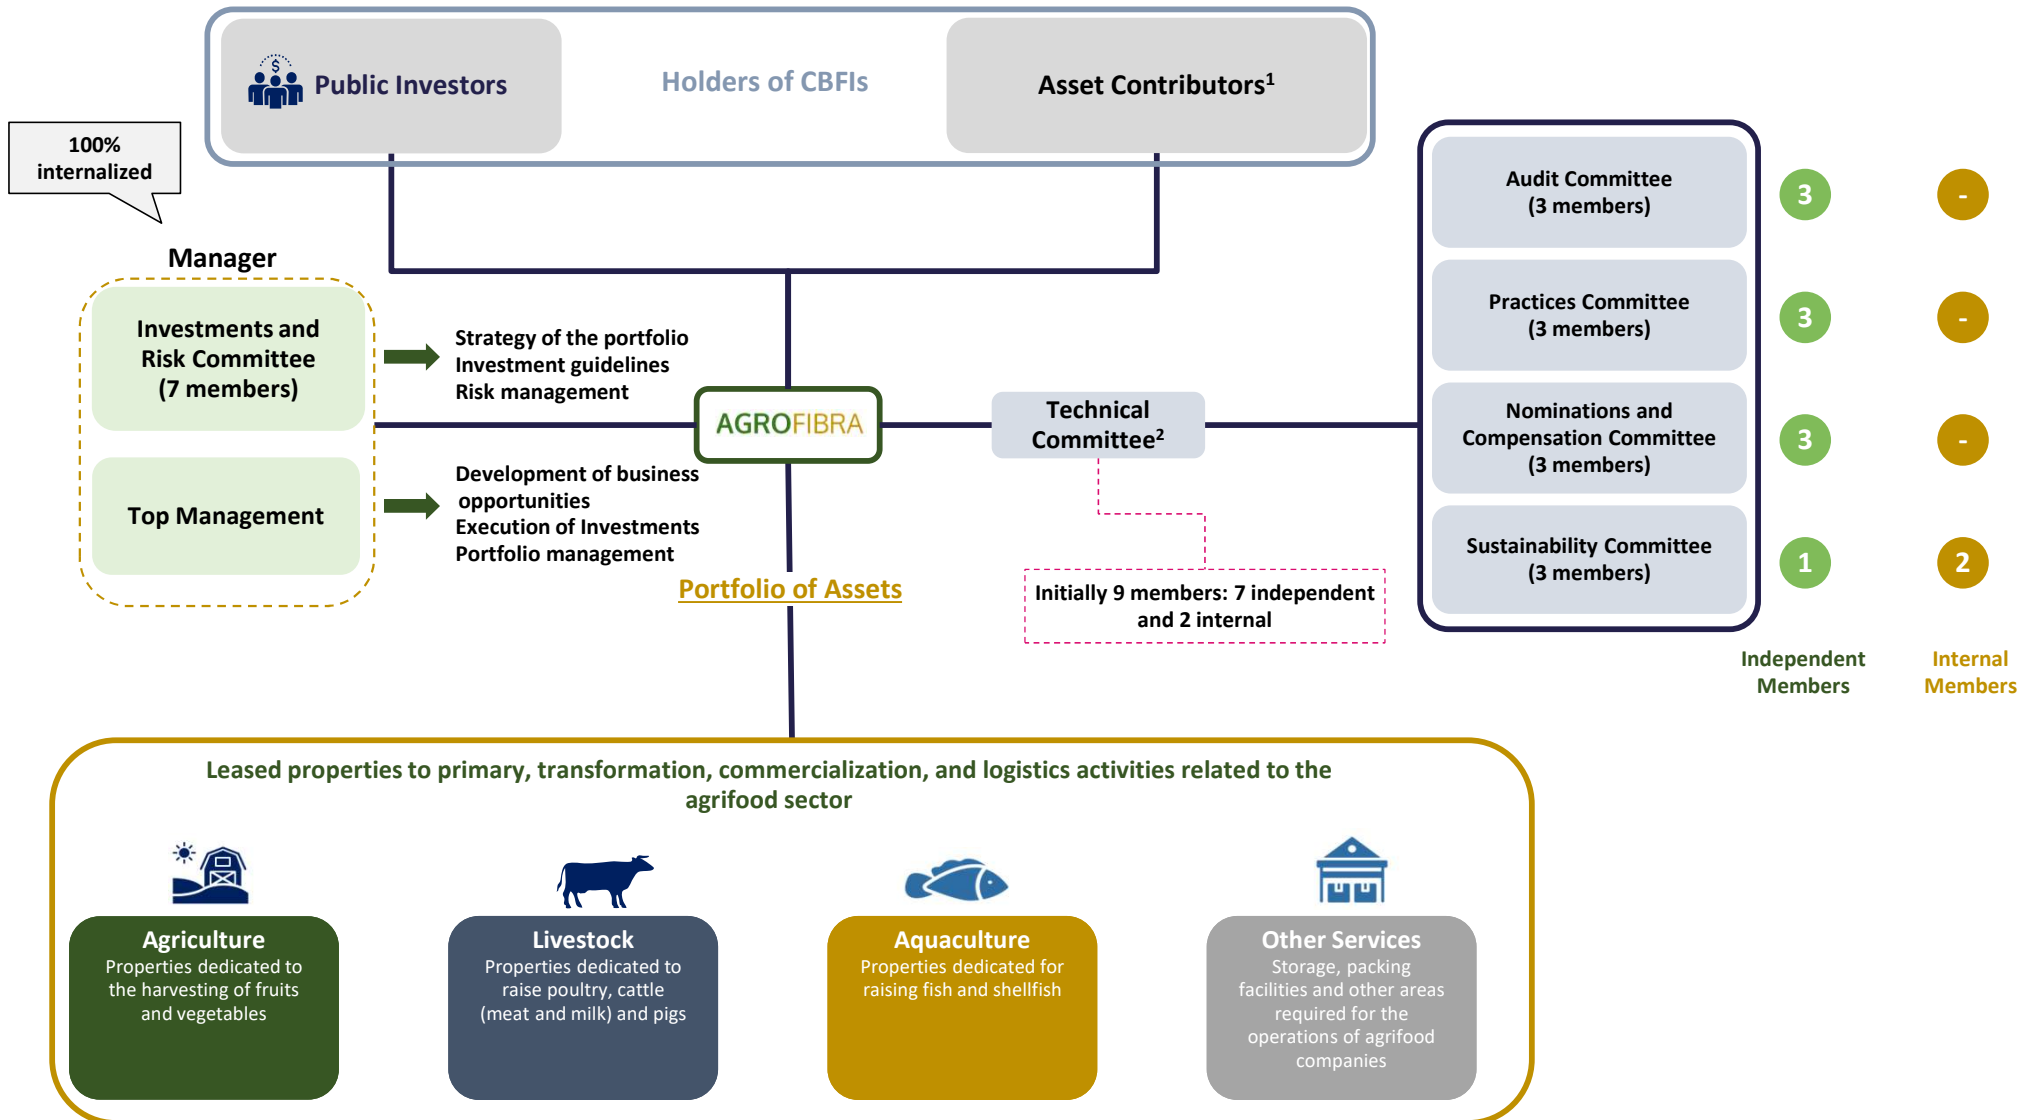 Public Investors
Holders of CBFIs
Asset Contributors1
100%
internalized
Manager
Investments and
Risk Committee
(7 members)
Strategy of the portfolio
Investment guidelines
Risk management
Top Management
Development of business
opportunities
Execution of Investments
Portfolio management
AGROFIBRA
Technical
Committee2
Initially 9 members: 7 independent
and 2 internal
Audit Committee
(3 members)
3
-
Practices Committee
(3 members)
3
-
Nominations and
Compensation Committee
(3 members)
3
-
Sustainability Committee
(3 members)
1
2
Independent
Members
Internal
Members
Portfolio of Assets
Leased properties to primary, transformation, commercialization, and logistics activities related to the
agrifood sector
Agriculture
Properties dedicated to
the harvesting of fruits
and vegetables
Livestock
Properties dedicated to
raise poultry, cattle
(meat and milk) and pigs
Aquaculture
Properties dedicated for
raising fish and shellfish
Other Services
Storage, packing
facilities and other areas
required for the
operations of agrifood
companies